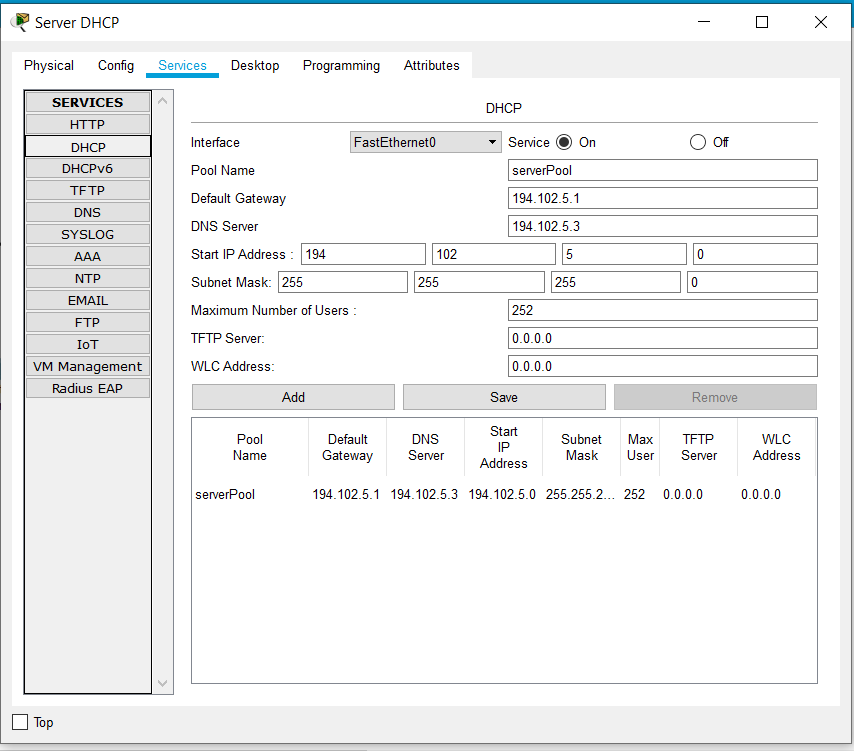 Server DHCP
Physical Config Services Desktop Programming Attributes
SERVICES
HTTP
DHCP
DHCPv6
TFTP
DNS
SYSLOG
AAA
NTP
EMAIL
FTP
IoT
VM Management
Radius EAP
DHCP
Interface FastEthernet0 Service On Off
Pool Name serverPool
Default Gateway 194.102.5.1
DNS Server 194.102.5.3
Start IP Address : 194 102 5 0
Subnet Mask: 255 255 255 0
Maximum Number of Users : 252
TFTP Server: 0.0.0.0
WLC Address: 0.0.0.0
Add Save Remove
Pool Name Default Gateway DNS Server Start IP Address Subnet Mask Max User TFTP Server WLC Address
serverPool 194.102.5.1 194.102.5.3 194.102.5.0 255.255.2... 252 0.0.0.0 0.0.0.0
Top